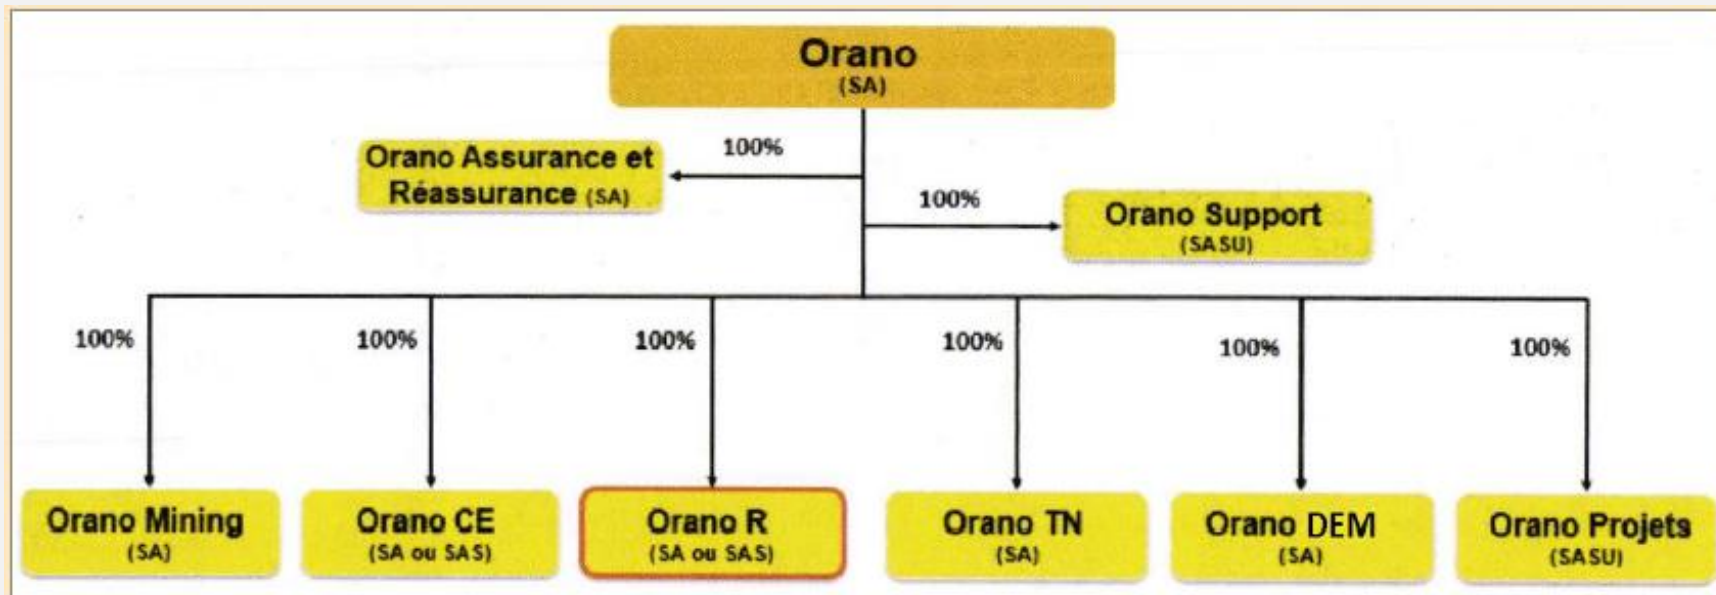 Orano
(SA)
100%
Orano Assurance et
Réassurance (SA)
100%
Orano Support
(SASU)
100%
100%
100%
100%
100%
100%
Orano Mining
(SA)
Orano CE
(SA ou SAS)
Orano R
(SA ou SAS)
Orano TN
(SA)
Orano DEM
(SA)
Orano Projets
(SASU)